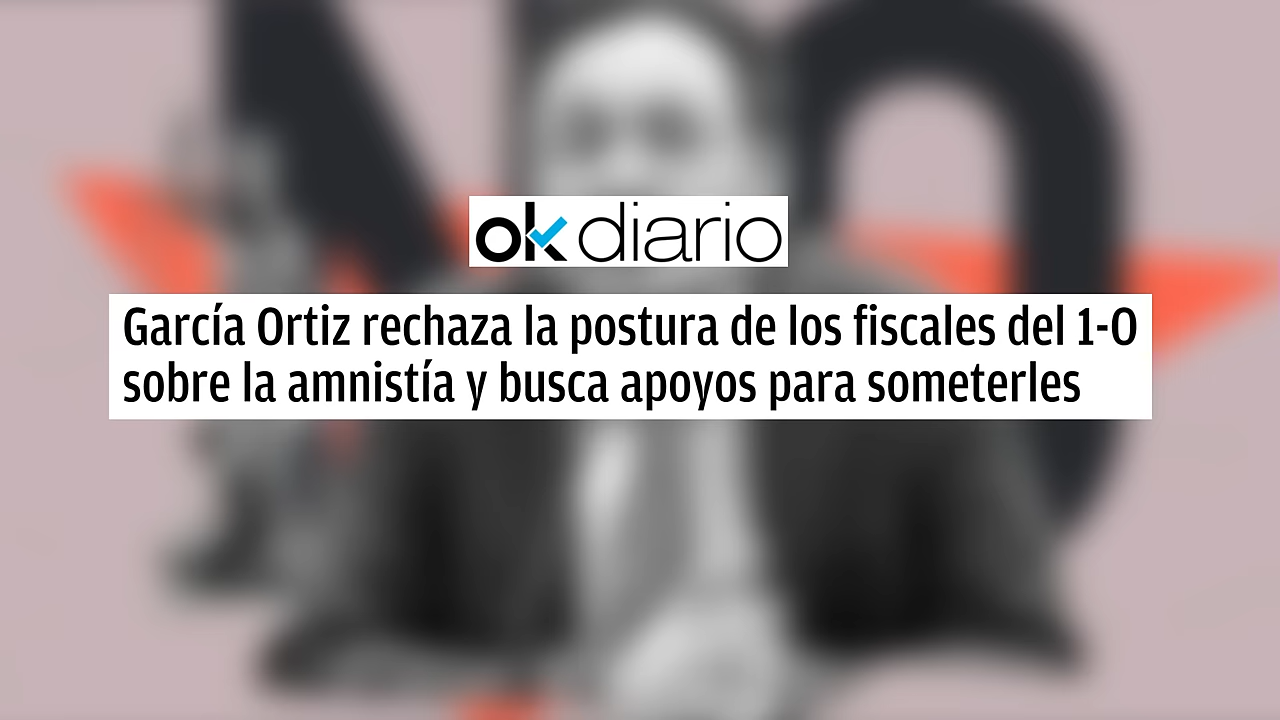 okdiario
García Ortiz rechaza la postura de los fiscales del 1-O
sobre la amnistía y busca apoyos para someterles